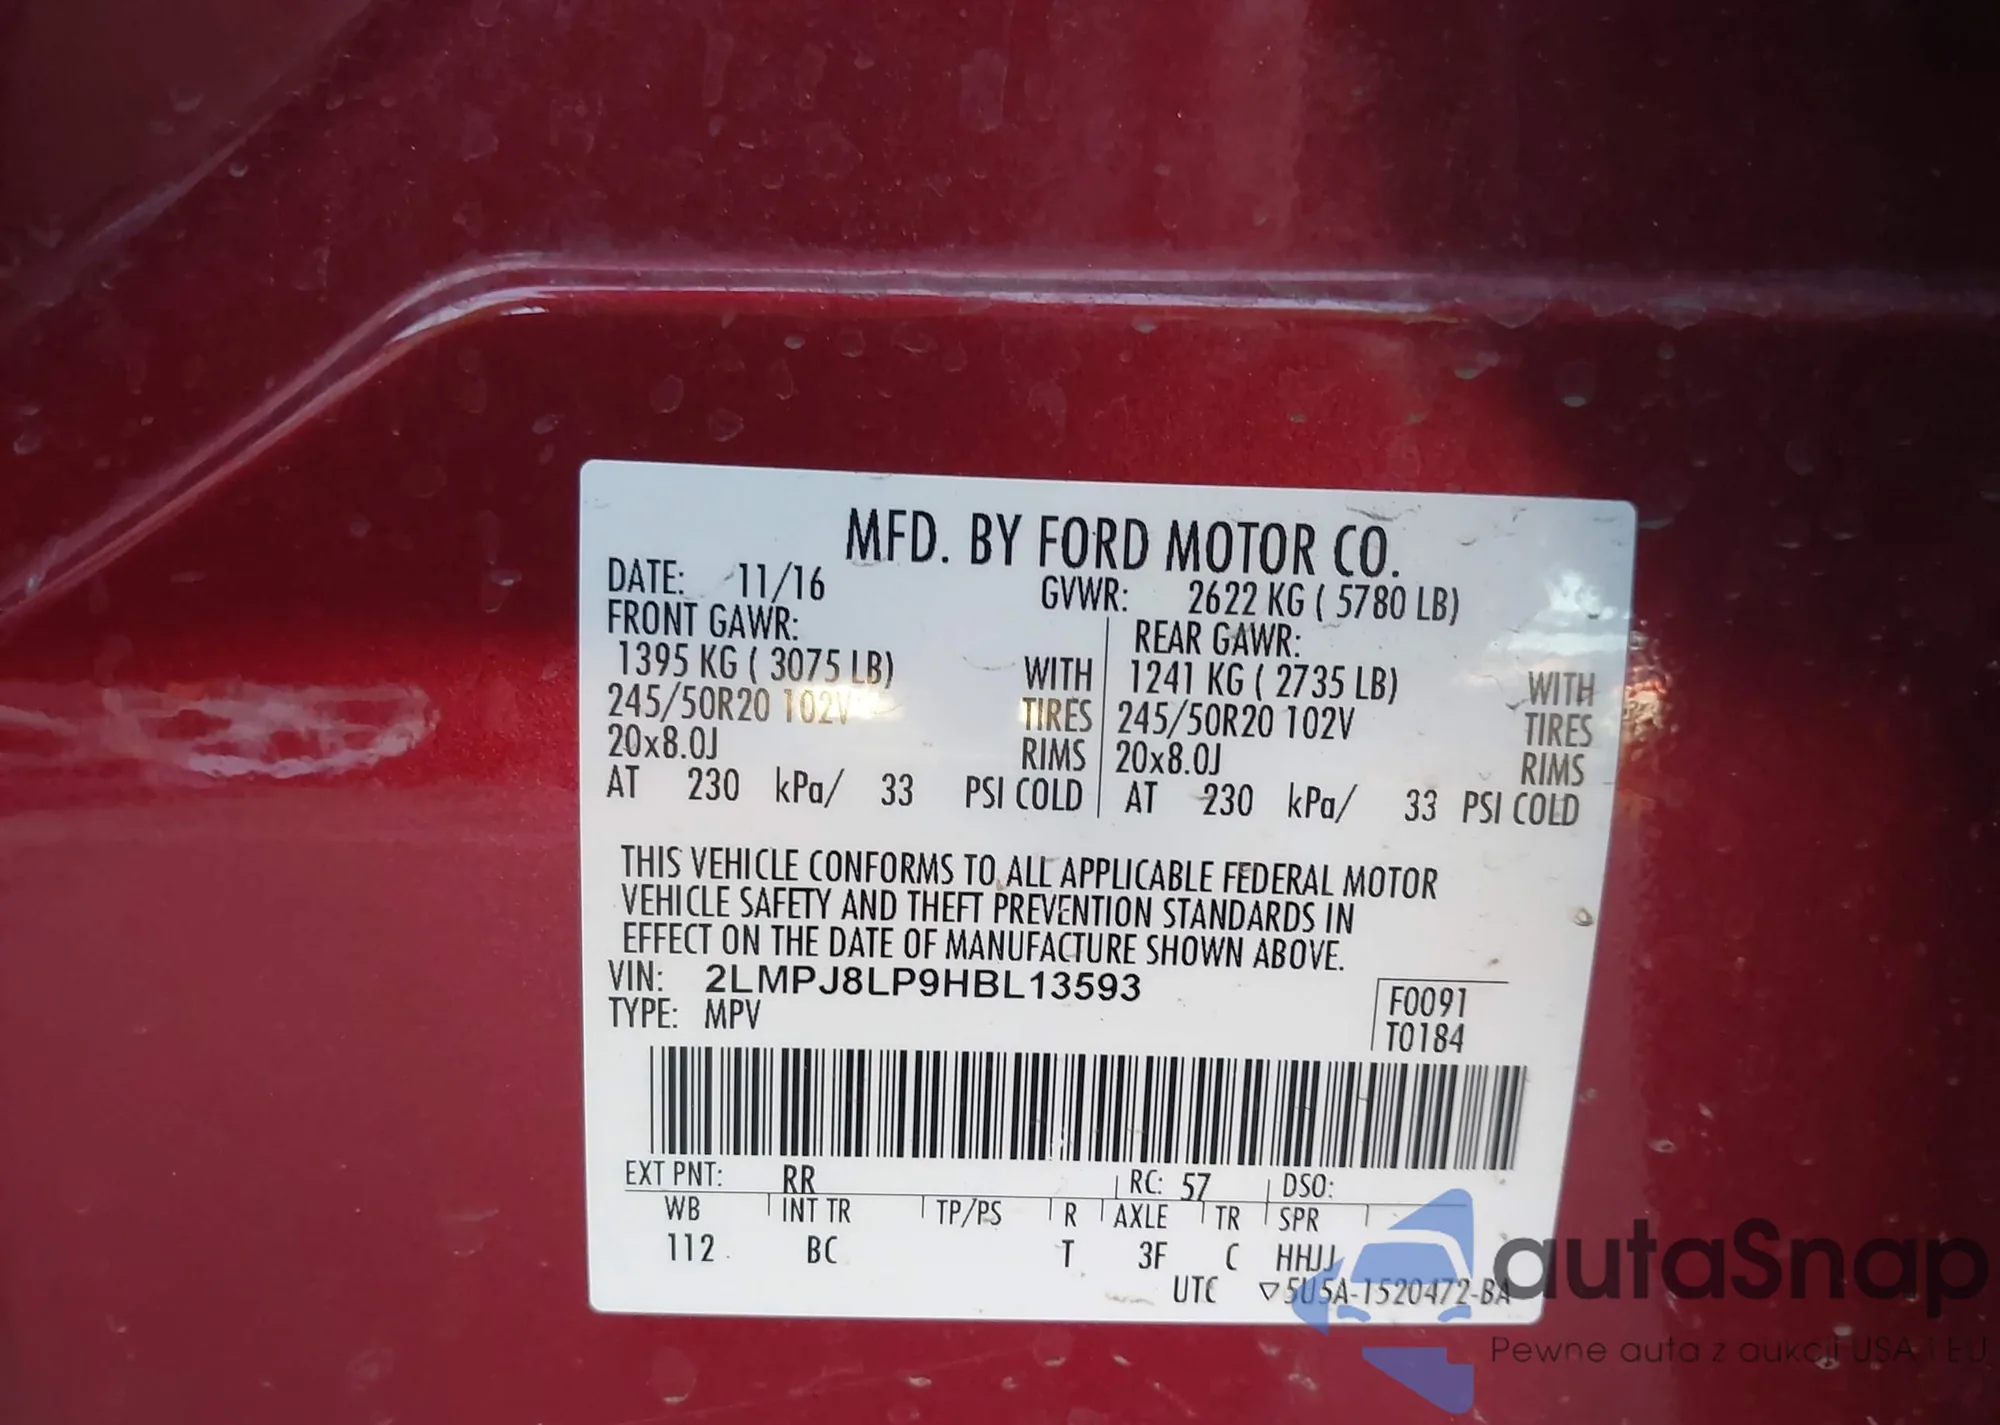 MFD. BY FORD MOTOR CO.
DATE: 11/16 GVWR: 2622 KG ( 5780 LB)
FRONT GAWR: REAR GAWR:
1395 KG ( 3075 LB) WITH 1241 KG ( 2735 LB) WITH
245/50R20 102V TIRES 245/50R20 102V TIRES
20x8.0J RIMS 20x8.0J RIMS
AT 230 kPa/ 33 PSI COLD AT 230 kPa/ 33 PSI COLD
THIS VEHICLE CONFORMS TO ALL APPLICABLE FEDERAL MOTOR
VEHICLE SAFETY AND THEFT PREVENTION STANDARDS IN
EFFECT ON THE DATE OF MANUFACTURE SHOWN ABOVE.
VIN: 2LMPJ8LP9HBL13593
TYPE: MPV
F0091
T0184
EXT PNT: RR RC: 57 DSO:
WB INT TR TP/PS R AXLE TR SPR
112 BC T 3F C HHJJ
UTC ▽5U5A-1520472-BA
autaSnap
Pewne auta z aukcji USA i EU